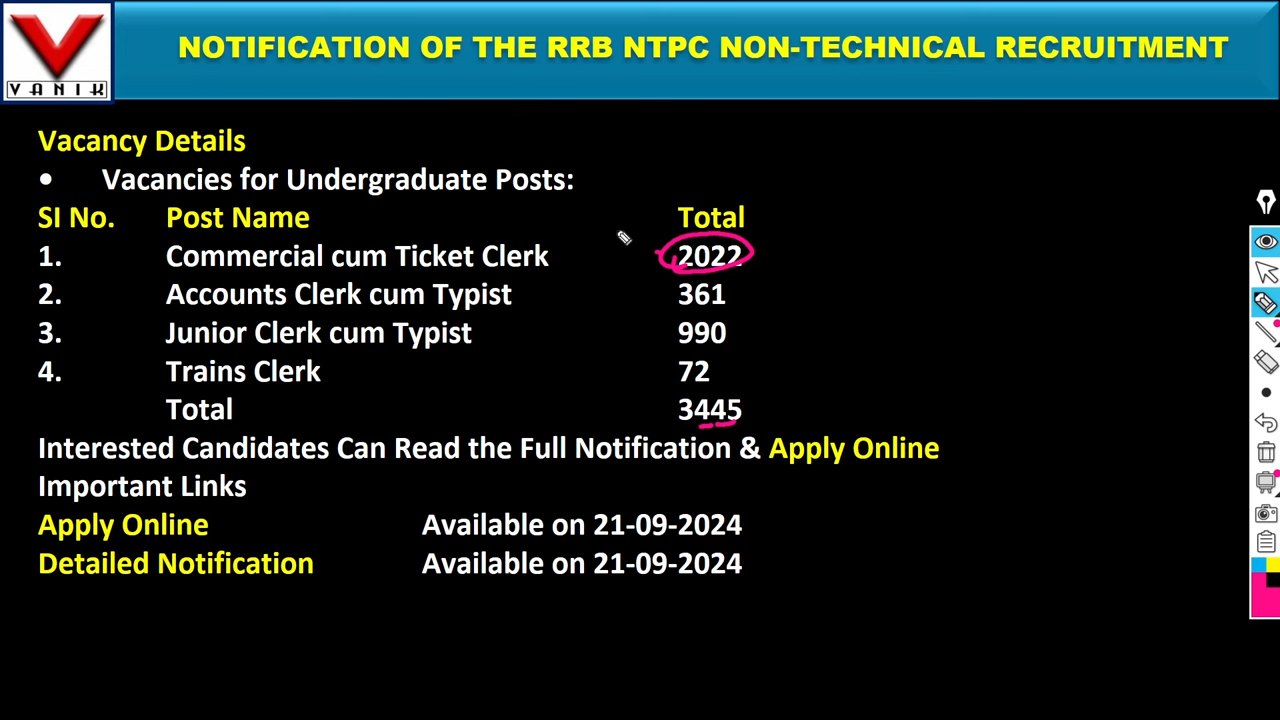 VANIK
NOTIFICATION OF THE RRB NTPC NON-TECHNICAL RECRUITMENT
Vacancy Details
• Vacancies for Undergraduate Posts:
SI No. Post Name Total
1. Commercial cum Ticket Clerk 2022
2. Accounts Clerk cum Typist 361
3. Junior Clerk cum Typist 990
4. Trains Clerk 72
Total 3445
Interested Candidates Can Read the Full Notification & Apply Online
Important Links
Apply Online Available on 21-09-2024
Detailed Notification Available on 21-09-2024